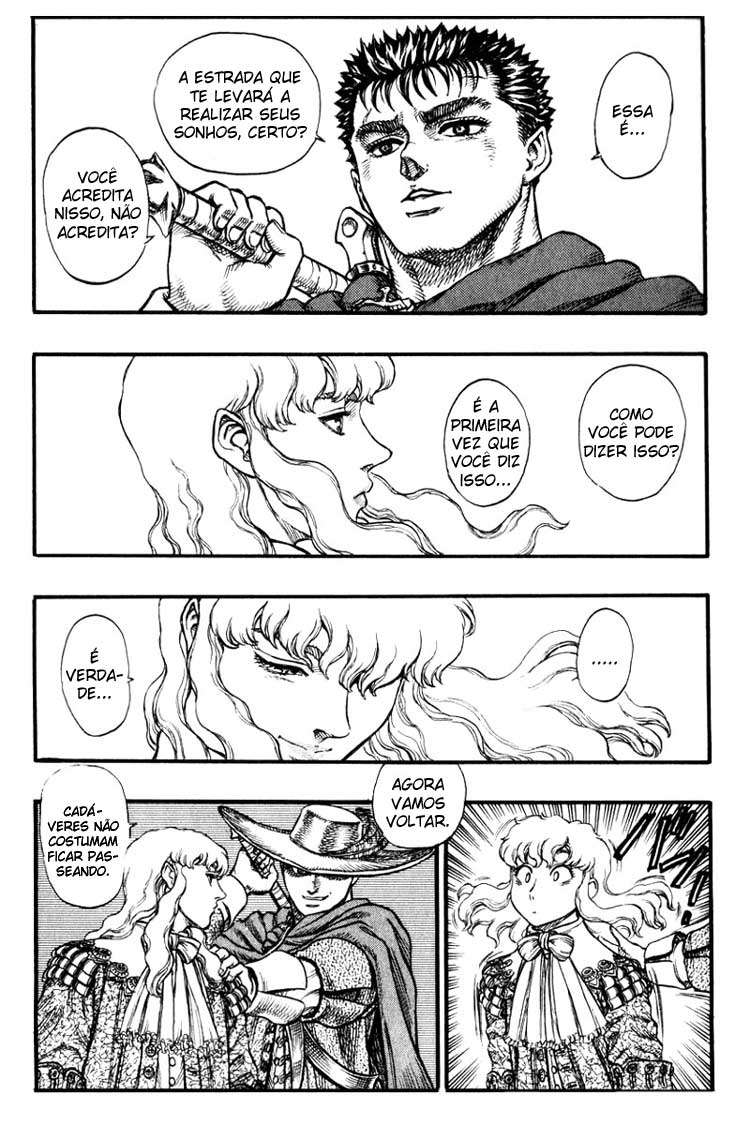 ESSA
É...
A ESTRADA QUE
TE LEVARÁ A
REALIZAR SEUS
SONHOS, CERTO?
VOCÊ
ACREDITA
NISSO, NÃO
ACREDITA?
COMO
VOCÊ PODE
DIZER ISSO?
É A
PRIMEIRA
VEZ QUE
VOCÊ DIZ
ISSO...
.....
É
VERDA-
DE...
AGORA
VAMOS
VOLTAR.
CADÁ-
VERES NÃO
COSTUMAM
FICAR PAS-
SEANDO.